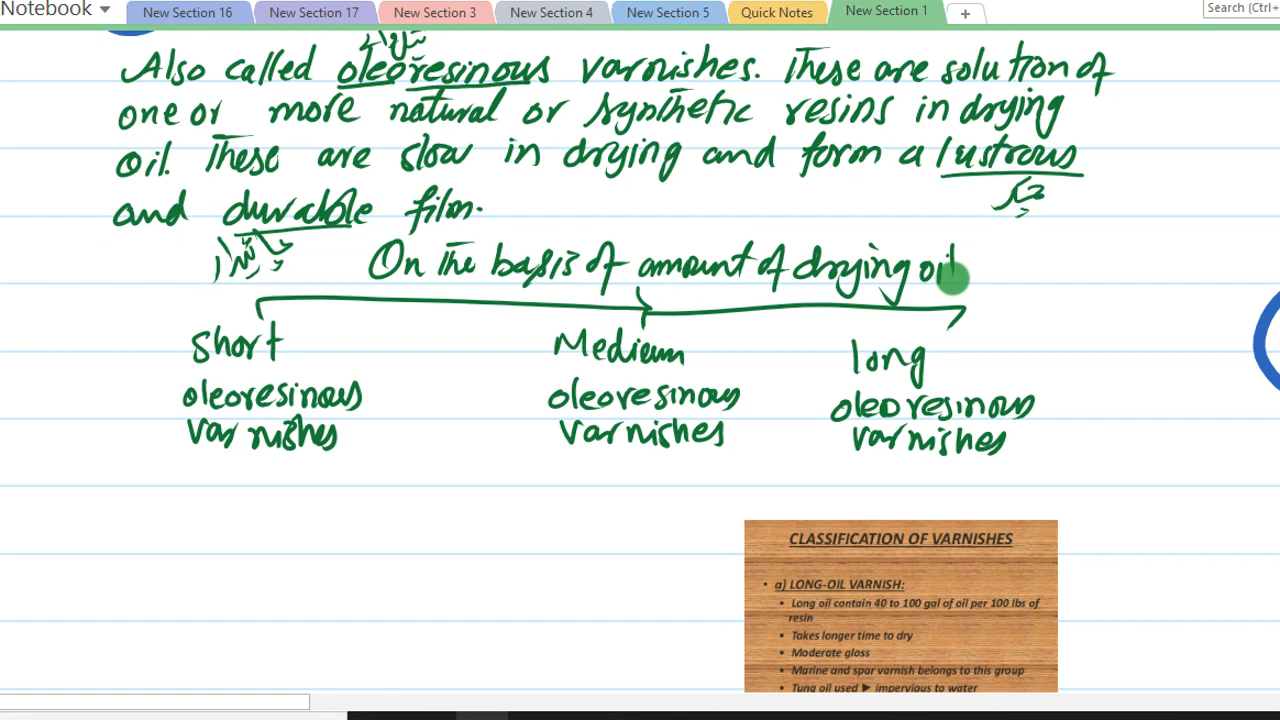 Notebook
New Section 16
New Section 17
New Section 3
New Section 4
New Section 5
Quick Notes
New Section 1
Search (Ctrl+
Also called oleoresinous varnishes. These are solution of
one or more natural or synthetic resins in drying
oil. These are slow in drying and form a lustrous
and durable film.
On the basis of amount of drying oil
Short
oleoresinous
varnishes
Medium
oleoresinous
varnishes
long
oleoresinous
varnishes
CLASSIFICATION OF VARNISHES
• a) LONG-OIL VARNISH:
• Long oil contain 40 to 100 gal of oil per 100 lbs of
resin
• Takes longer time to dry
• Moderate gloss
• Marine and spar varnish belongs to this group
• Tung oil used ► impervious to water